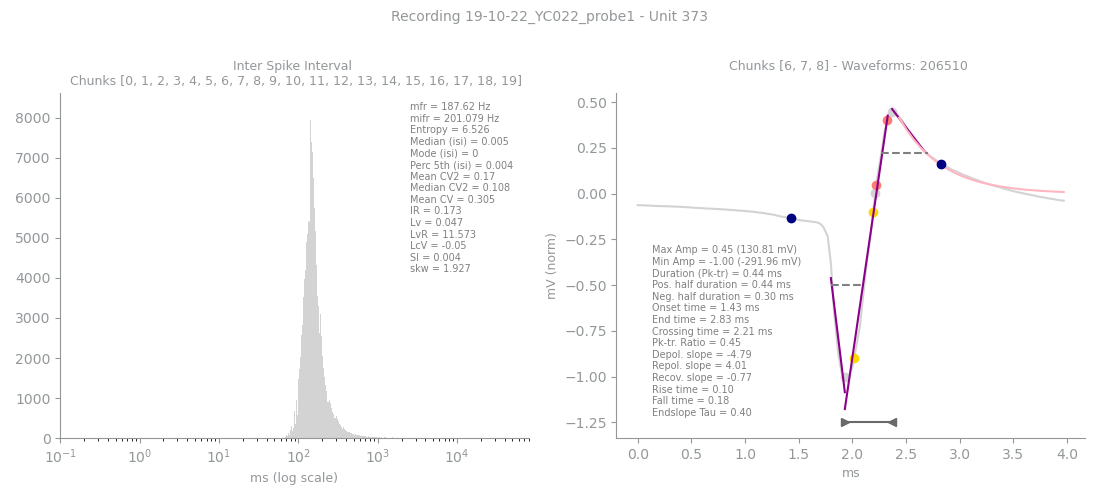 Recording 19-10-22_YC022_probe1 - Unit 373
Inter Spike Interval
Chunks [0, 1, 2, 3, 4, 5, 6, 7, 8, 9, 10, 11, 12, 13, 14, 15, 16, 17, 18, 19]
8000
7000
6000
5000
4000
3000
2000
1000
0
mfr = 187.62 Hz
mifr = 201.079 Hz
Entropy = 6.526
Median (isi) = 0.005
Mode (isi) = 0
Perc 5th (isi) = 0.004
Mean CV2 = 0.17
Median CV2 = 0.108
Mean CV = 0.305
IR = 0.173
Lv = 0.047
LvR = 11.573
LcV = -0.05
SI = 0.004
skw = 1.927
10⁻¹ 10⁰ 10¹ 10² 10³ 10⁴
ms (log scale)
Chunks [6, 7, 8] - Waveforms: 206510
mV (norm)
0.50
0.25
0.00
−0.25
−0.50
−0.75
−1.00
−1.25
Max Amp = 0.45 (130.81 mV)
Min Amp = -1.00 (-291.96 mV)
Duration (Pk-tr) = 0.44 ms
Pos. half duration = 0.44 ms
Neg. half duration = 0.30 ms
Onset time = 1.43 ms
End time = 2.83 ms
Crossing time = 2.21 ms
Pk-tr. Ratio = 0.45
Depol. slope = -4.79
Repol. slope = 4.01
Recov. slope = -0.77
Rise time = 0.10
Fall time = 0.18
Endslope Tau = 0.40
0.0 0.5 1.0 1.5 2.0 2.5 3.0 3.5 4.0
ms